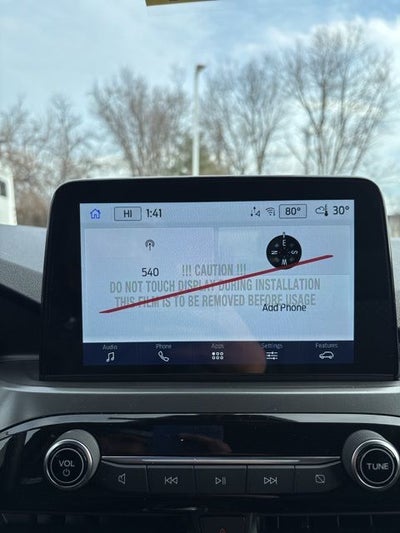 HI 1:41 80° 30°
540
E
N S
W
!!! CAUTION !!!
DO NOT TOUCH DISPLAY DURING INSTALLATION
THIS FILM IS TO BE REMOVED BEFORE USAGE
Add Phone
Audio Phone Apps Settings Features
VOL TUNE